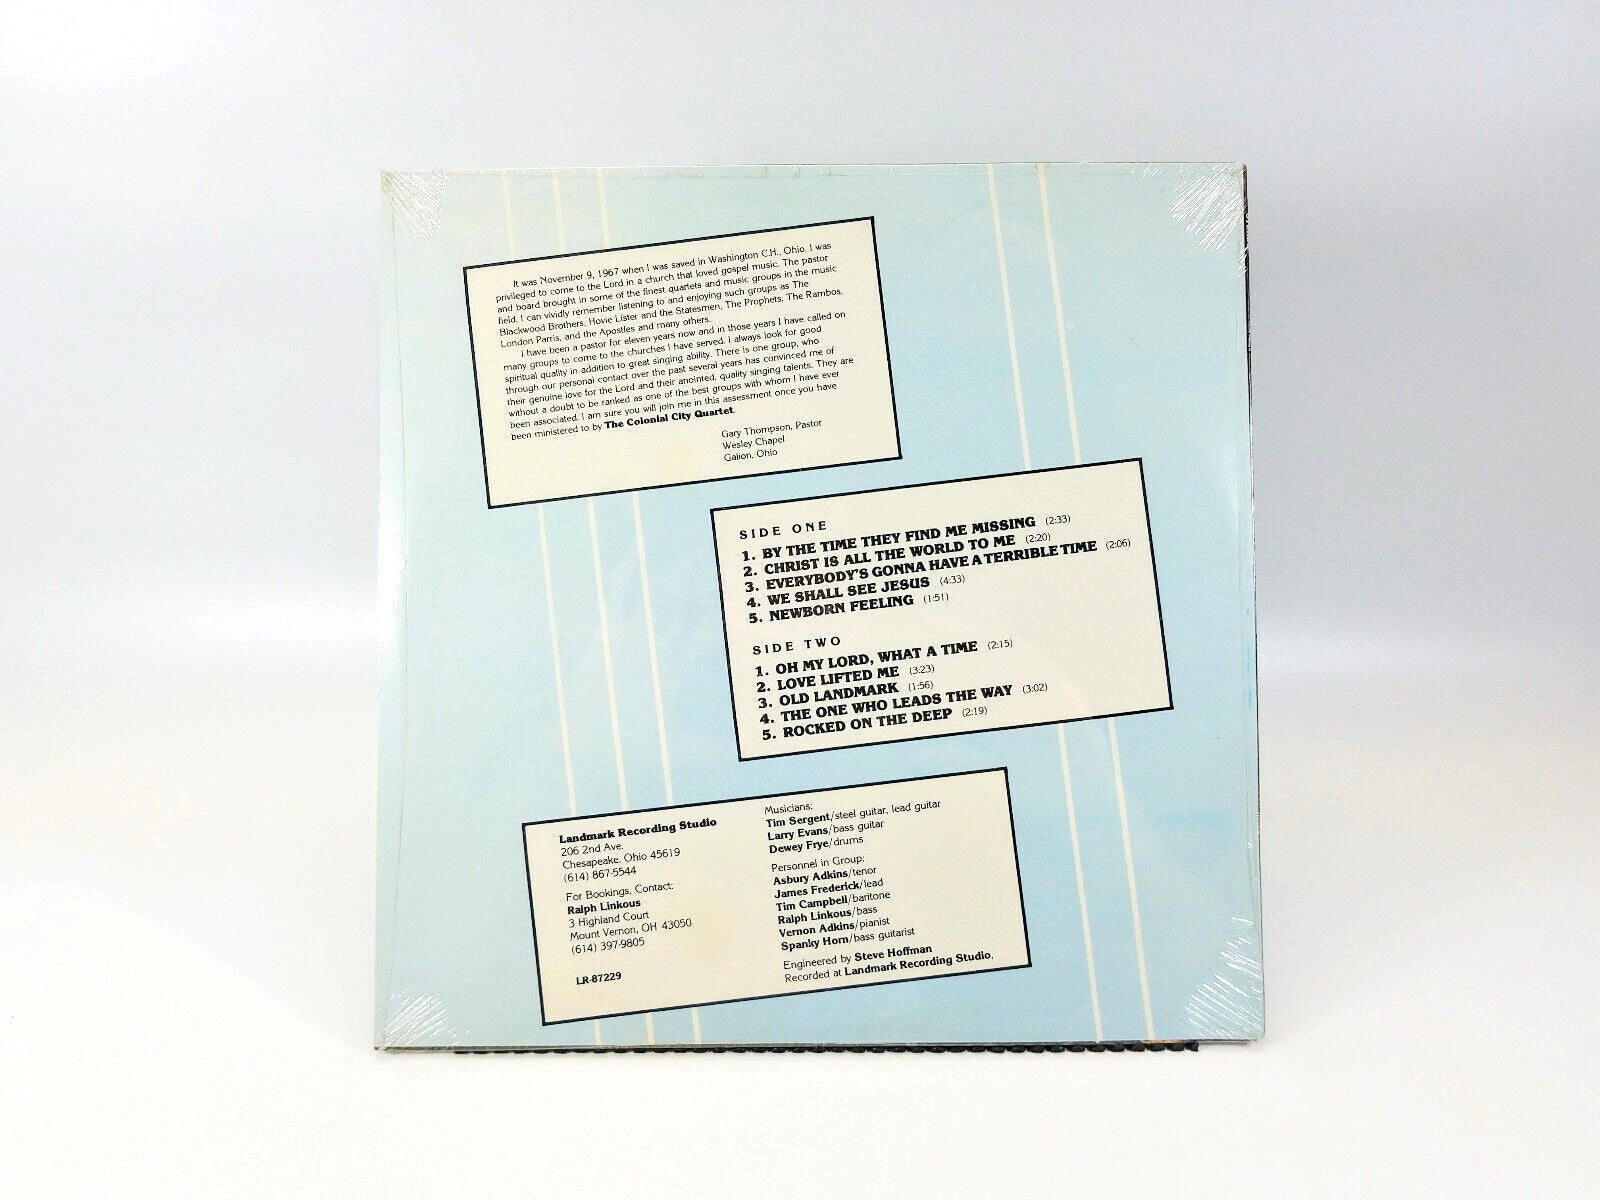 It was November 9, 1967 when I was saved in Washington C.H., Ohio. I was
privileged to come to the Lord in a church that loved gospel music. The pastor
and board brought in some of the finest quartets and music groups in the music
field. I can vividly remember listening to and enjoying such groups as The
Blackwood Brothers, Hovie Lister and the Statesmen, The Prophets, The Rambos,
London Parris, and the Apostles and many others.
I have been a pastor for eleven years now and in those years I have called on
many groups to come to the churches I have served. I always look for good
spiritual quality in addition to great singing ability. There is one group, who
through our personal contact over the past several years has convinced me of
their genuine love for the Lord and their anointed, quality singing talents. They are
without a doubt to be ranked as one of the best groups with whom I have ever
been associated. I am sure you will join me in this assessment once you have
been ministered to by The Colonial City Quartet.
Gary Thompson, Pastor
Wesley Chapel
Galion, Ohio
SIDE ONE
1. BY THE TIME THEY FIND ME MISSING (2:33)
2. CHRIST IS ALL THE WORLD TO ME (2:20)
3. EVERYBODY'S GONNA HAVE A TERRIBLE TIME (2:06)
4. WE SHALL SEE JESUS (4:33)
5. NEWBORN FEELING (1:51)
SIDE TWO
1. OH MY LORD, WHAT A TIME (2:15)
2. LOVE LIFTED ME (3:23)
3. OLD LANDMARK (1:56)
4. THE ONE WHO LEADS THE WAY (3:02)
5. ROCKED ON THE DEEP (2:19)
Landmark Recording Studio
206 2nd Ave.
Chesapeake, Ohio 45619
(614) 867-5544
For Bookings, Contact:
Ralph Linkous
3 Highland Court
Mount Vernon, OH 43050
(614) 397-9805
LR-87229
Musicians:
Tim Sergent/steel guitar, lead guitar
Larry Evans/bass guitar
Dewey Frye/drums
Personnel in Group:
Asbury Adkins/tenor
James Frederick/lead
Tim Campbell/baritone
Ralph Linkous/bass
Vernon Adkins/pianist
Spanky Horn/bass guitarist
Engineered by Steve Hoffman
Recorded at Landmark Recording Studio.